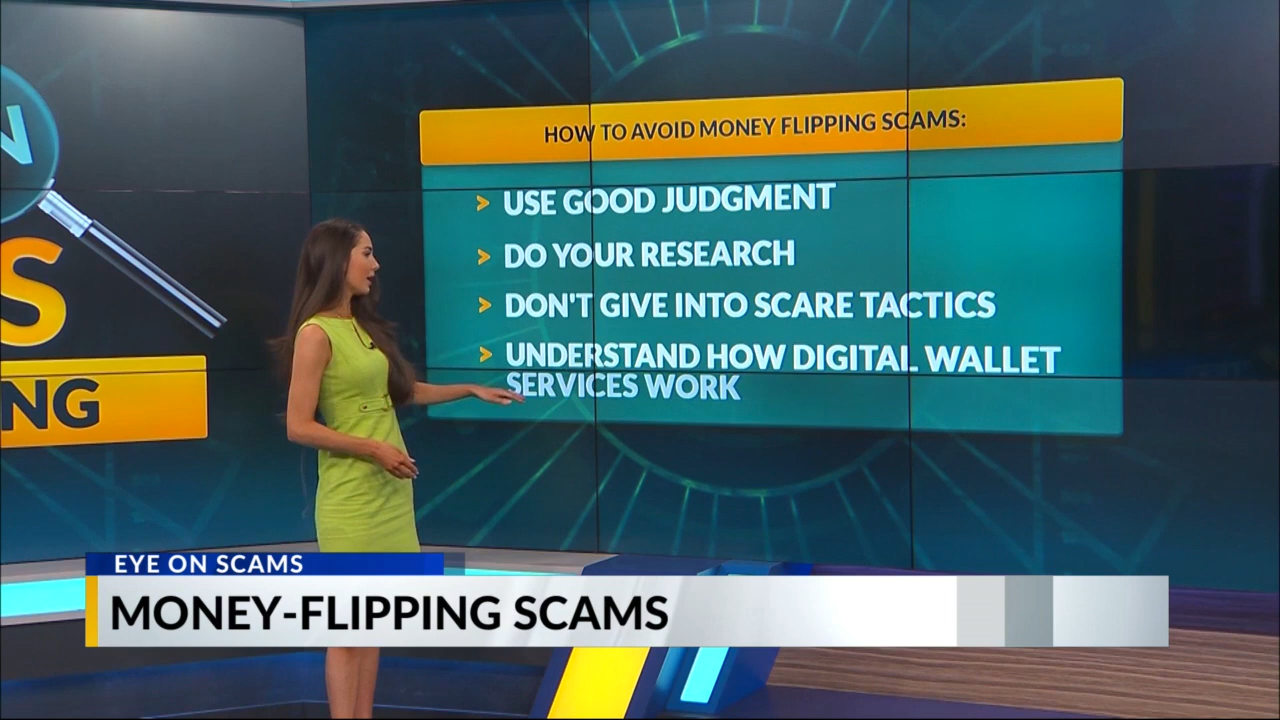 N
S
NG
HOW TO AVOID MONEY FLIPPING SCAMS:
> USE GOOD JUDGMENT
> DO YOUR RESEARCH
> DON'T GIVE INTO SCARE TACTICS
> UNDERSTAND HOW DIGITAL WALLET
SERVICES WORK
EYE ON SCAMS
MONEY-FLIPPING SCAMS